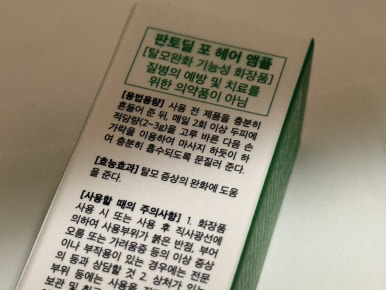 판토딜 포 헤어 앰플
[탈모완화 기능성 화장품]
질병의 예방 및 치료를
위한 의약품이 아님
[용법용량] 사용 전 제품을 충분히
흔들어 준 뒤, 매일 2회 이상 두피에
적당량(2~3g)을 고루 바른 다음 손
가락을 이용하여 마사지 하듯이 하
여 충분히 흡수되도록 문질러 준다.
[효능효과] 탈모 증상의 완화에 도움
을 준다.
[사용할 때의 주의사항] 1. 화장품
사용 시 또는 사용 후 직사광선에
의하여 사용부위가 붉은 반점, 부어
오름 또는 가려움증 등의 이상 증상
이나 부작용이 있는 경우에는 전문
의 등과 상담할 것 2. 상처가 있는
부위 등에는 사용을
보관 및